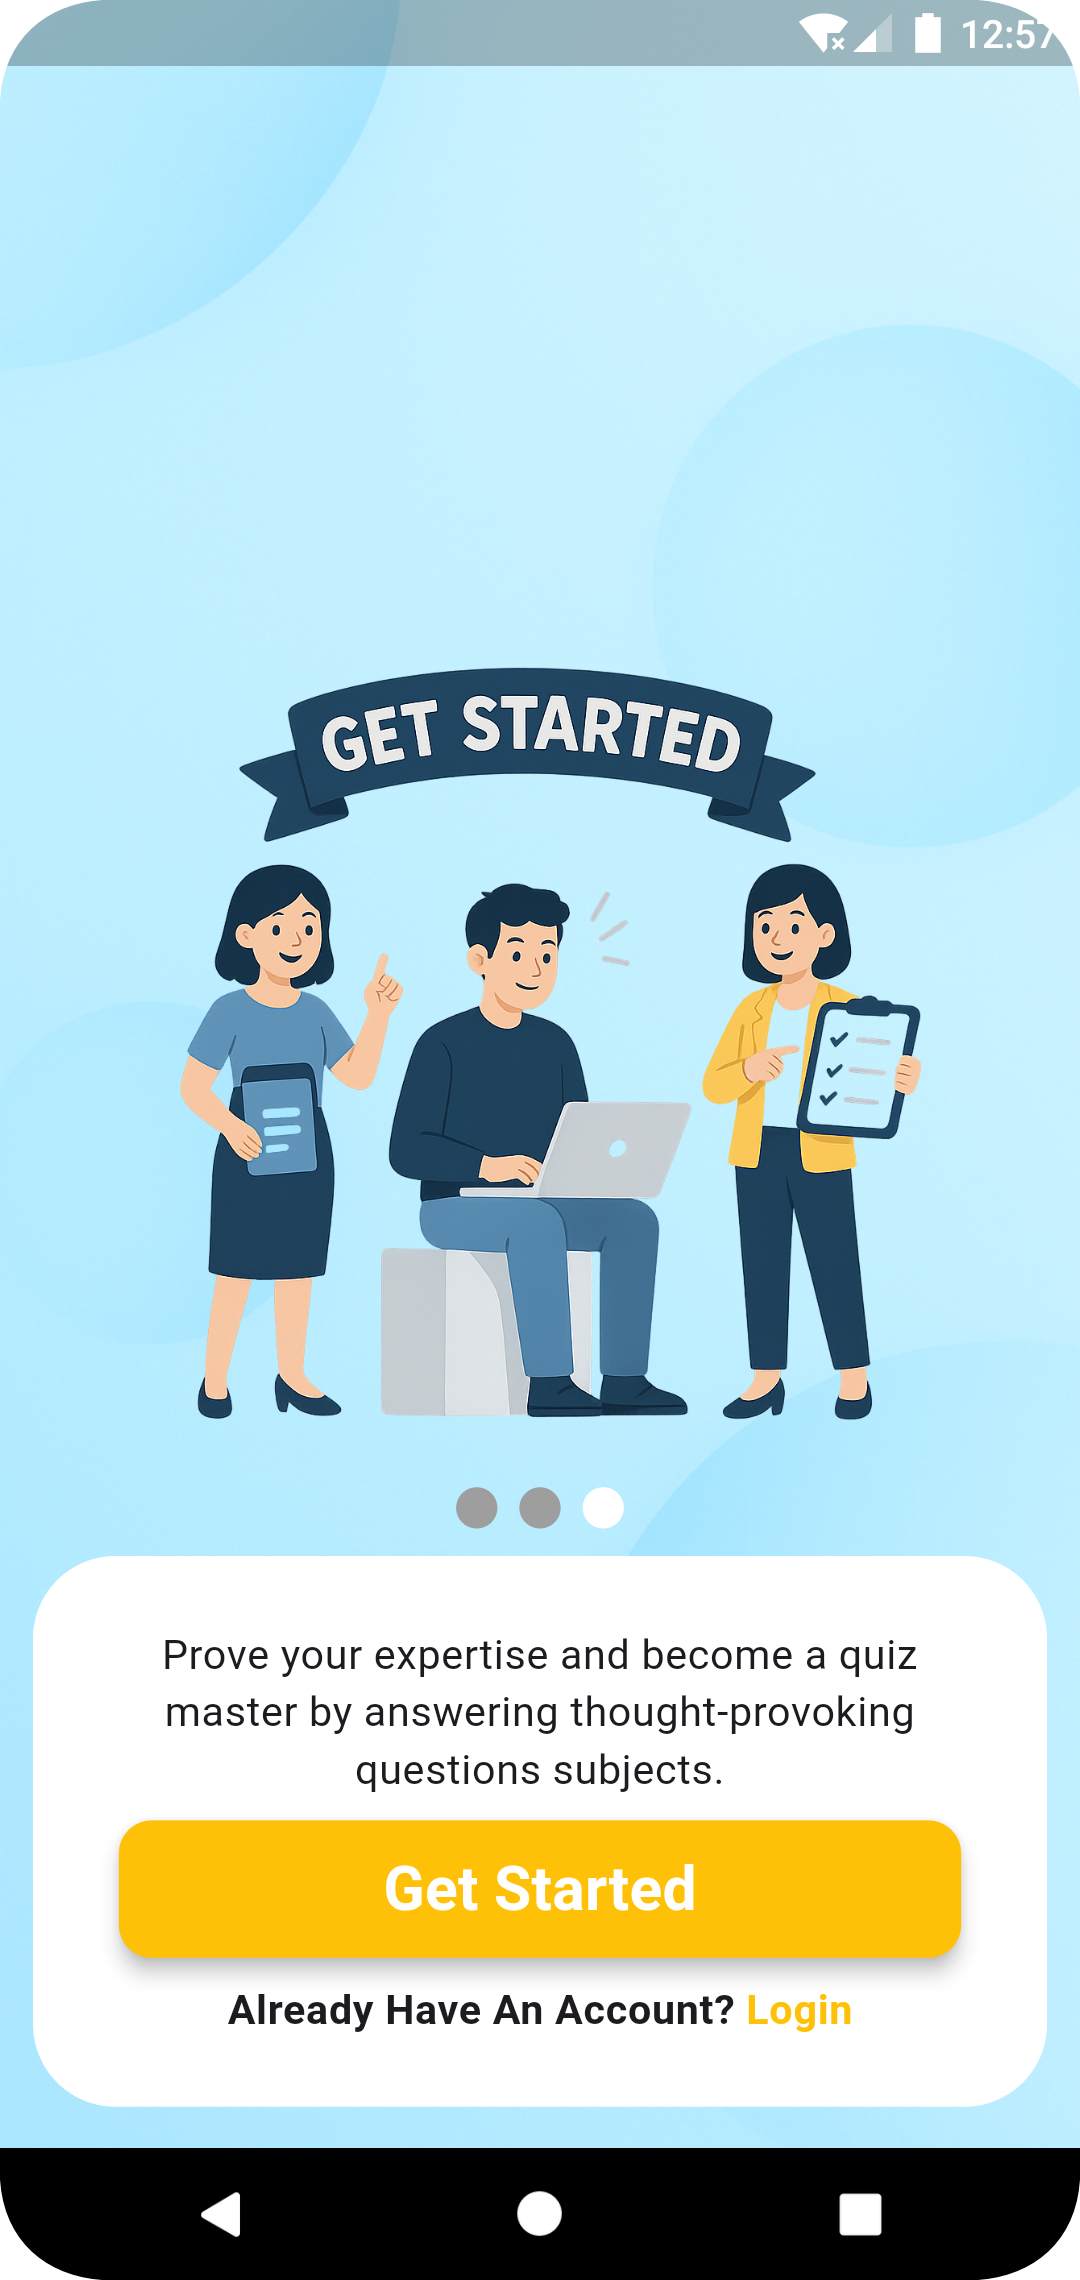 12:57
GET STARTED
Prove your expertise and become a quiz
master by answering thought-provoking
questions subjects.
Get Started
Already Have An Account? Login